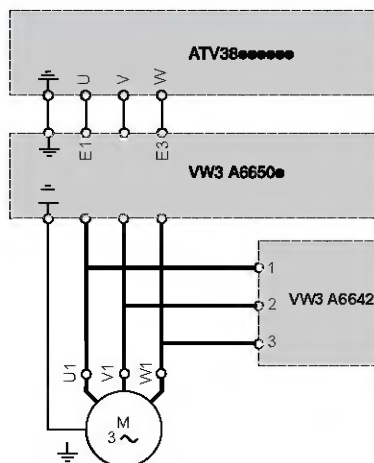 ATV38●●●●●●
U
V
W
E1
E3
VW3 A6650●
1
VW3 A6642
2
3
U1
V1
W1
M
3 ~